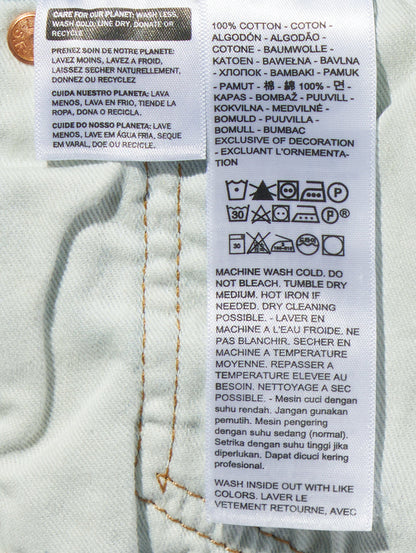 CARE FOR OUR PLANET: WASH LESS,
WASH COLD, LINE DRY, DONATE OR
RECYCLE
PRENEZ SOIN DE NOTRE PLANETE:
LAVEZ MOINS, LAVEZ A FROID,
LAISSEZ SECHER NATURELLEMENT,
DONNEZ OU RECYCLEZ
CUIDA NUESTRO PLANETA: LAVA
MENOS, LAVA EN FRIO, TIENDE LA
ROPA, DONA O RECICLA.
CUIDE DO NOSSO PLANETA: LAVE
MENOS, LAVE EM ÁGUA FRIA, SEQUE
EM VARAL, DOE OU RECICLE.
100% COTTON - COTON -
ALGODÓN - ALGODÃO -
COTONE - BAUMWOLLE -
KATOEN - BAWEŁNA - BAVLNA
- ХЛОПОК - BAMBAKI - PAMUK
- PAMUT - 棉 - 綿 100% - 면 -
KAPAS - BOMBAŽ - PUUVILL -
KOKVILNA - MEDVILNĖ -
BOMULD - PUUVILLA -
BOMULL - BUMBAC
EXCLUSIVE OF DECORATION
- EXCLUANT L'ORNEMENTA-
TION
P
30 P
30
MACHINE WASH COLD. DO
NOT BLEACH. TUMBLE DRY
MEDIUM. HOT IRON IF
NEEDED. DRY CLEANING
POSSIBLE. - LAVER EN
MACHINE A L'EAU FROIDE. NE
PAS BLANCHIR. SECHER EN
MACHINE A TEMPERATURE
MOYENNE. REPASSER A
TEMPERATURE ELEVEE AU
BESOIN. NETTOYAGE A SEC
POSSIBLE. - Mesin cuci dengan
suhu rendah. Jangan gunakan
pemutih. Mesin pengering
dengan suhu sedang (normal).
Setrika dengan suhu tinggi jika
diperlukan. Dapat dicuci kering
profesional.
WASH INSIDE OUT WITH LIKE
COLORS. LAVER LE
VETEMENT RETOURNE, AVEC